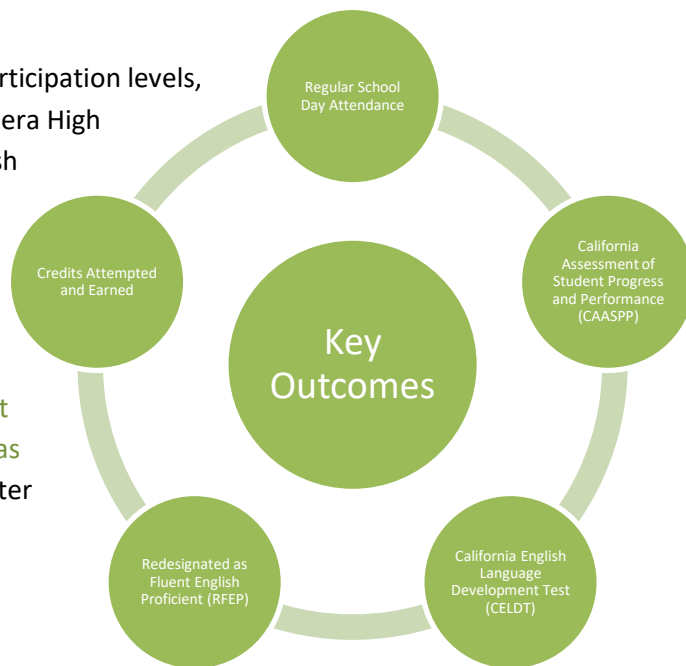 rticipation levels,
era High
sh
t
as
ter
Regular School
Day Attendance
California
Assessment of
Student Progress
and Performance
(CAASPP)
California English
Language
Development Test
(CELDT)
Redesignated as
Fluent English
Proficient (RFEP)
Credits Attempted
and Earned
Key
Outcomes